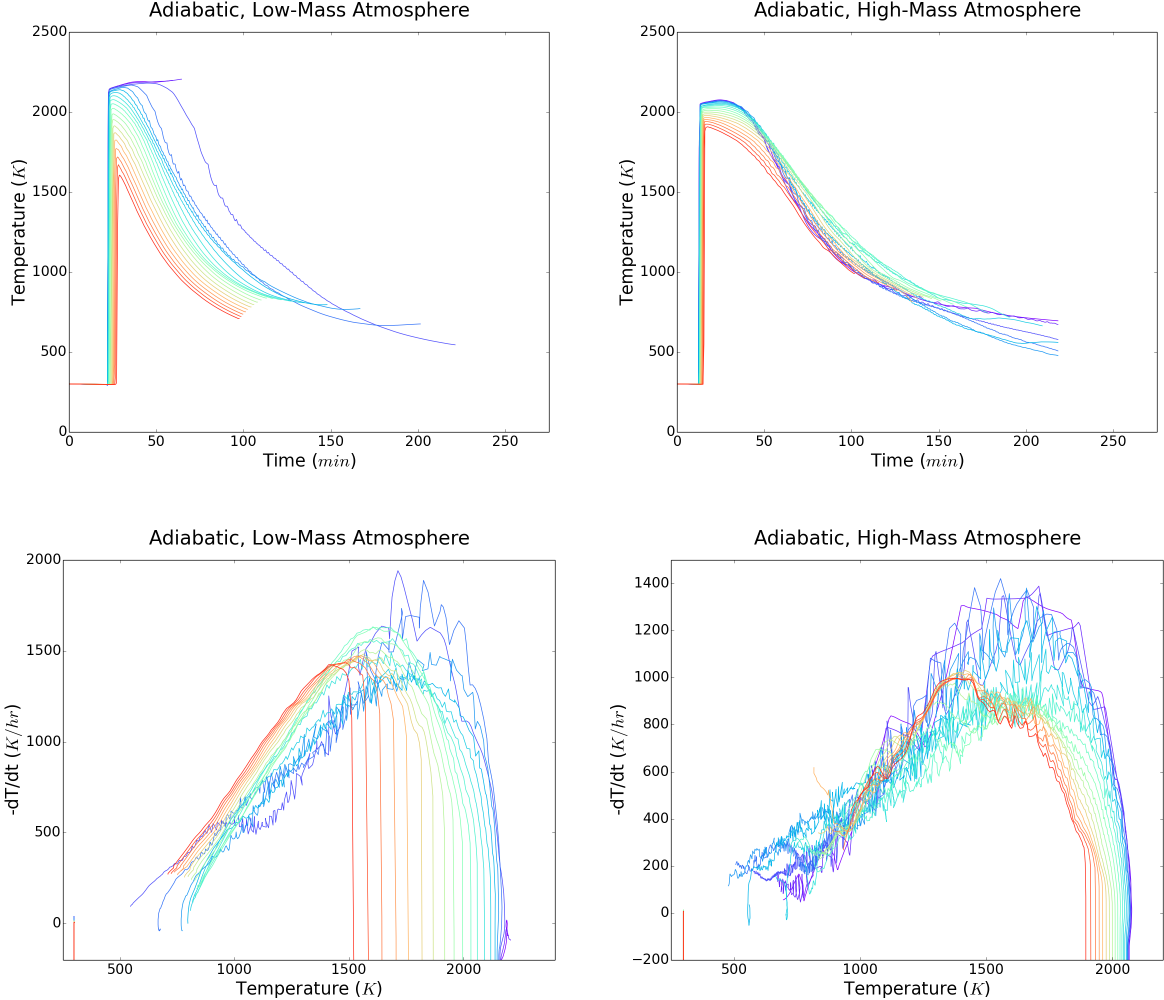 Adiabatic, Low-Mass Atmosphere
2500
2000
1500
1000
500
0
0 50 100 150 200 250
Temperature (K)
Time (min)
Adiabatic, High-Mass Atmosphere
2500
2000
1500
1000
500
0
0 50 100 150 200 250
Temperature (K)
Time (min)
Adiabatic, Low-Mass Atmosphere
2000
1500
1000
500
0
500 1000 1500 2000
-dT/dt (K/hr)
Temperature (K)
Adiabatic, High-Mass Atmosphere
1400
1200
1000
800
600
400
200
0
−200
500 1000 1500 2000
-dT/dt (K/hr)
Temperature (K)